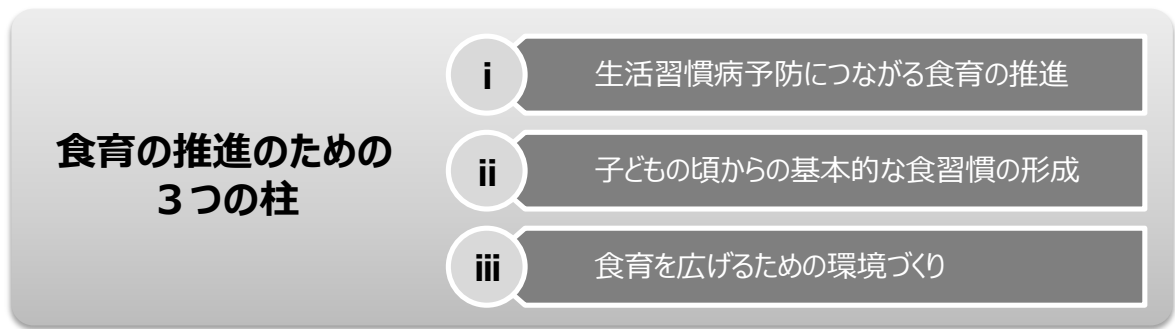 食育の推進のための
３つの柱
i
生活習慣病予防につながる食育の推進
ii
子どもの頃からの基本的な食習慣の形成
iii
食育を広げるための環境づくり